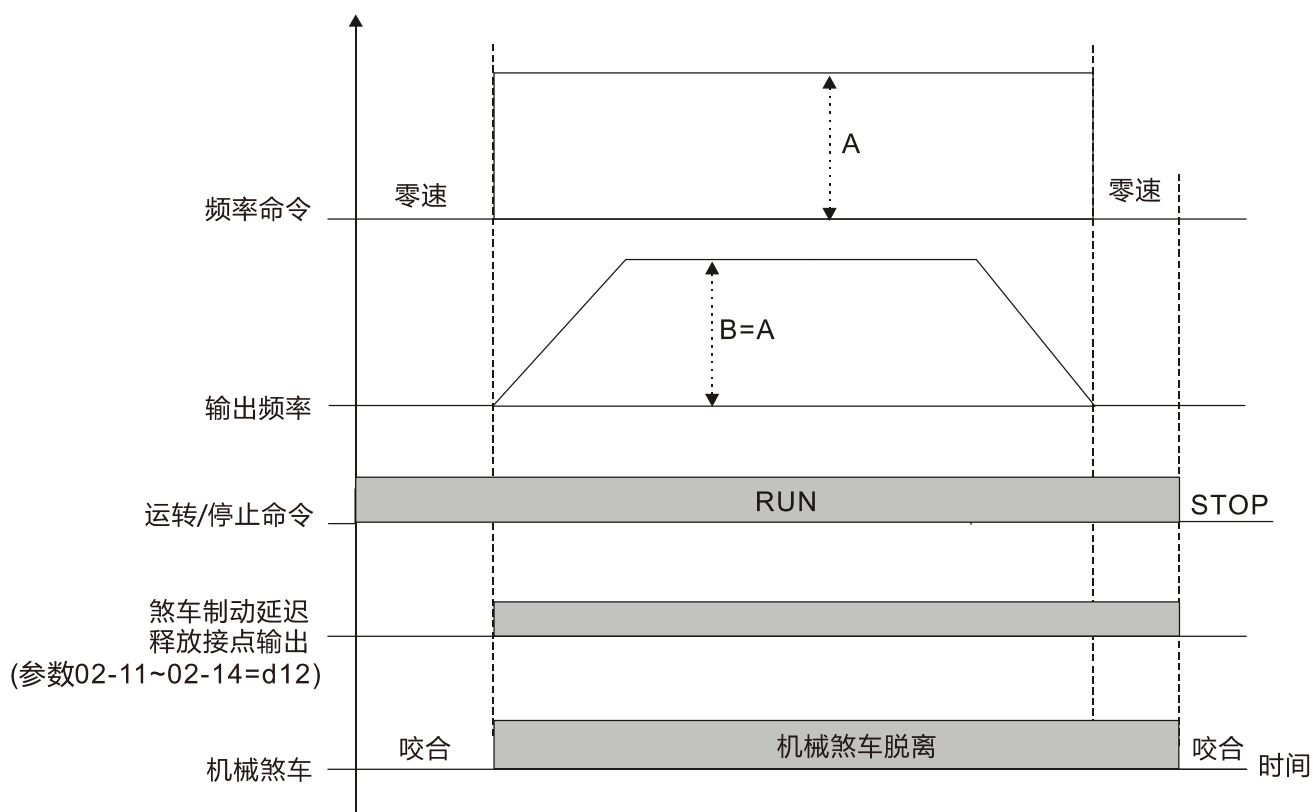 A
零速
零速
频率命令
B=A
输出频率
RUN
STOP
运转/停止命令
煞车制动延迟
释放接点输出
(参数02-11~02-14=d12)
咬合
机械煞车脱离
咬合
机械煞车
时间